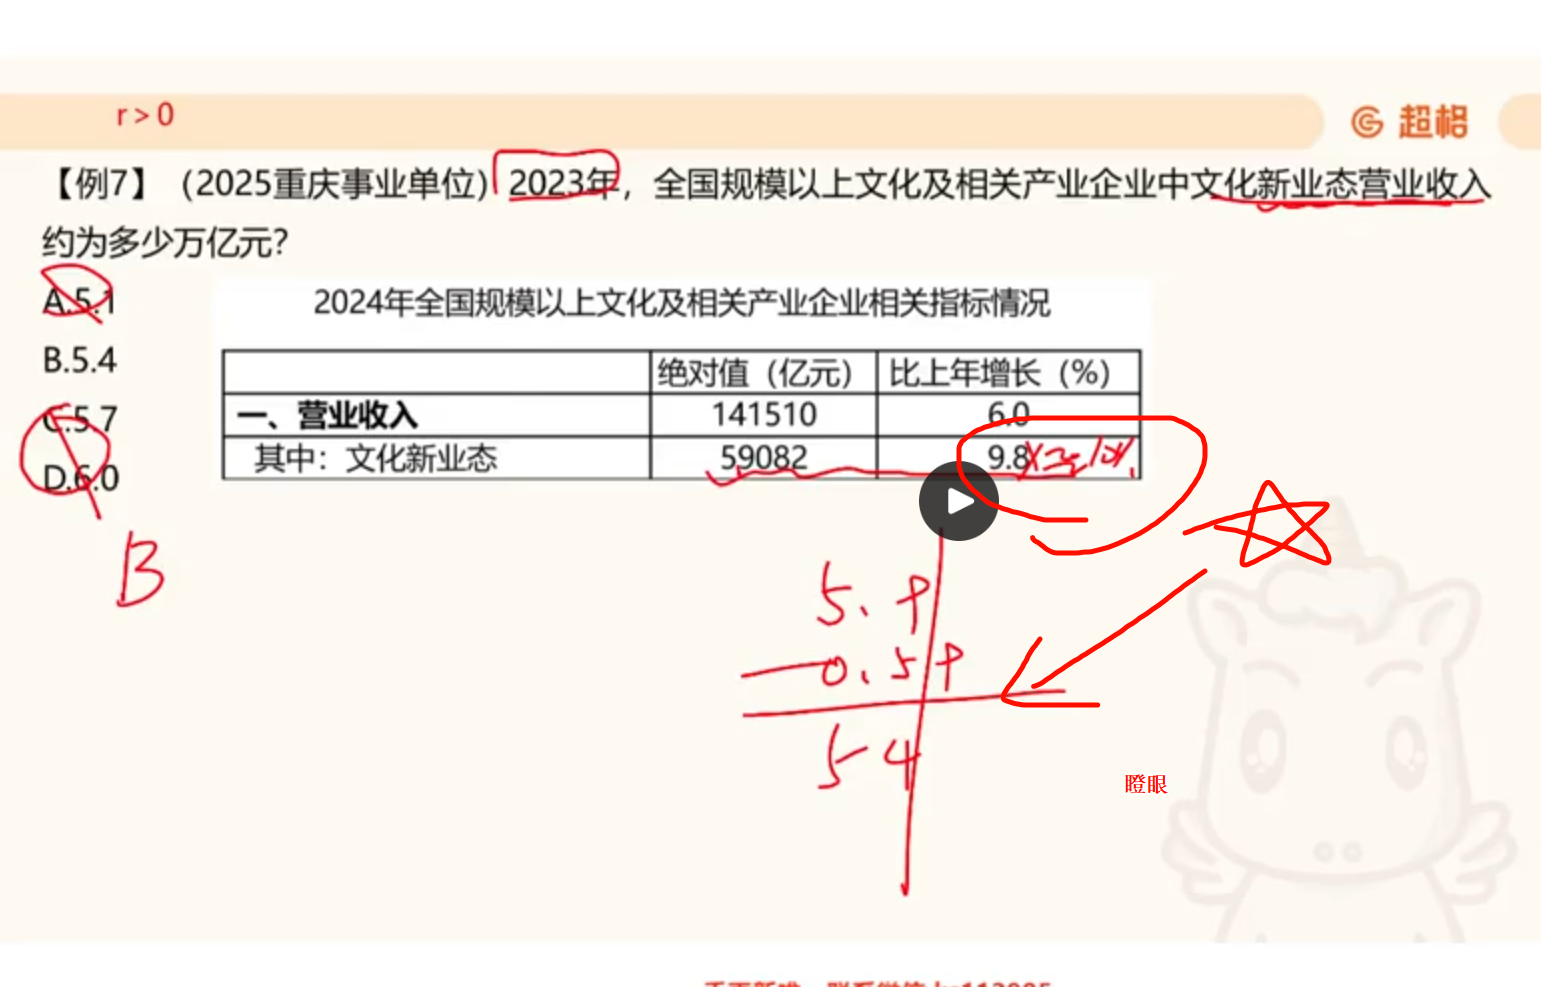 r > 0
超格
【例7】（2025重庆事业单位）2023年，全国规模以上文化及相关产业企业中文化新业态营业收入
约为多少万亿元？
A.5.1
B.5.4
C.5.7
D.6.0
2024年全国规模以上文化及相关产业企业相关指标情况
绝对值（亿元） 比上年增长（%）
一、营业收入 141510 6.0
其中：文化新业态 59082 9.8
B
5.9
-0.59
54
瞪眼